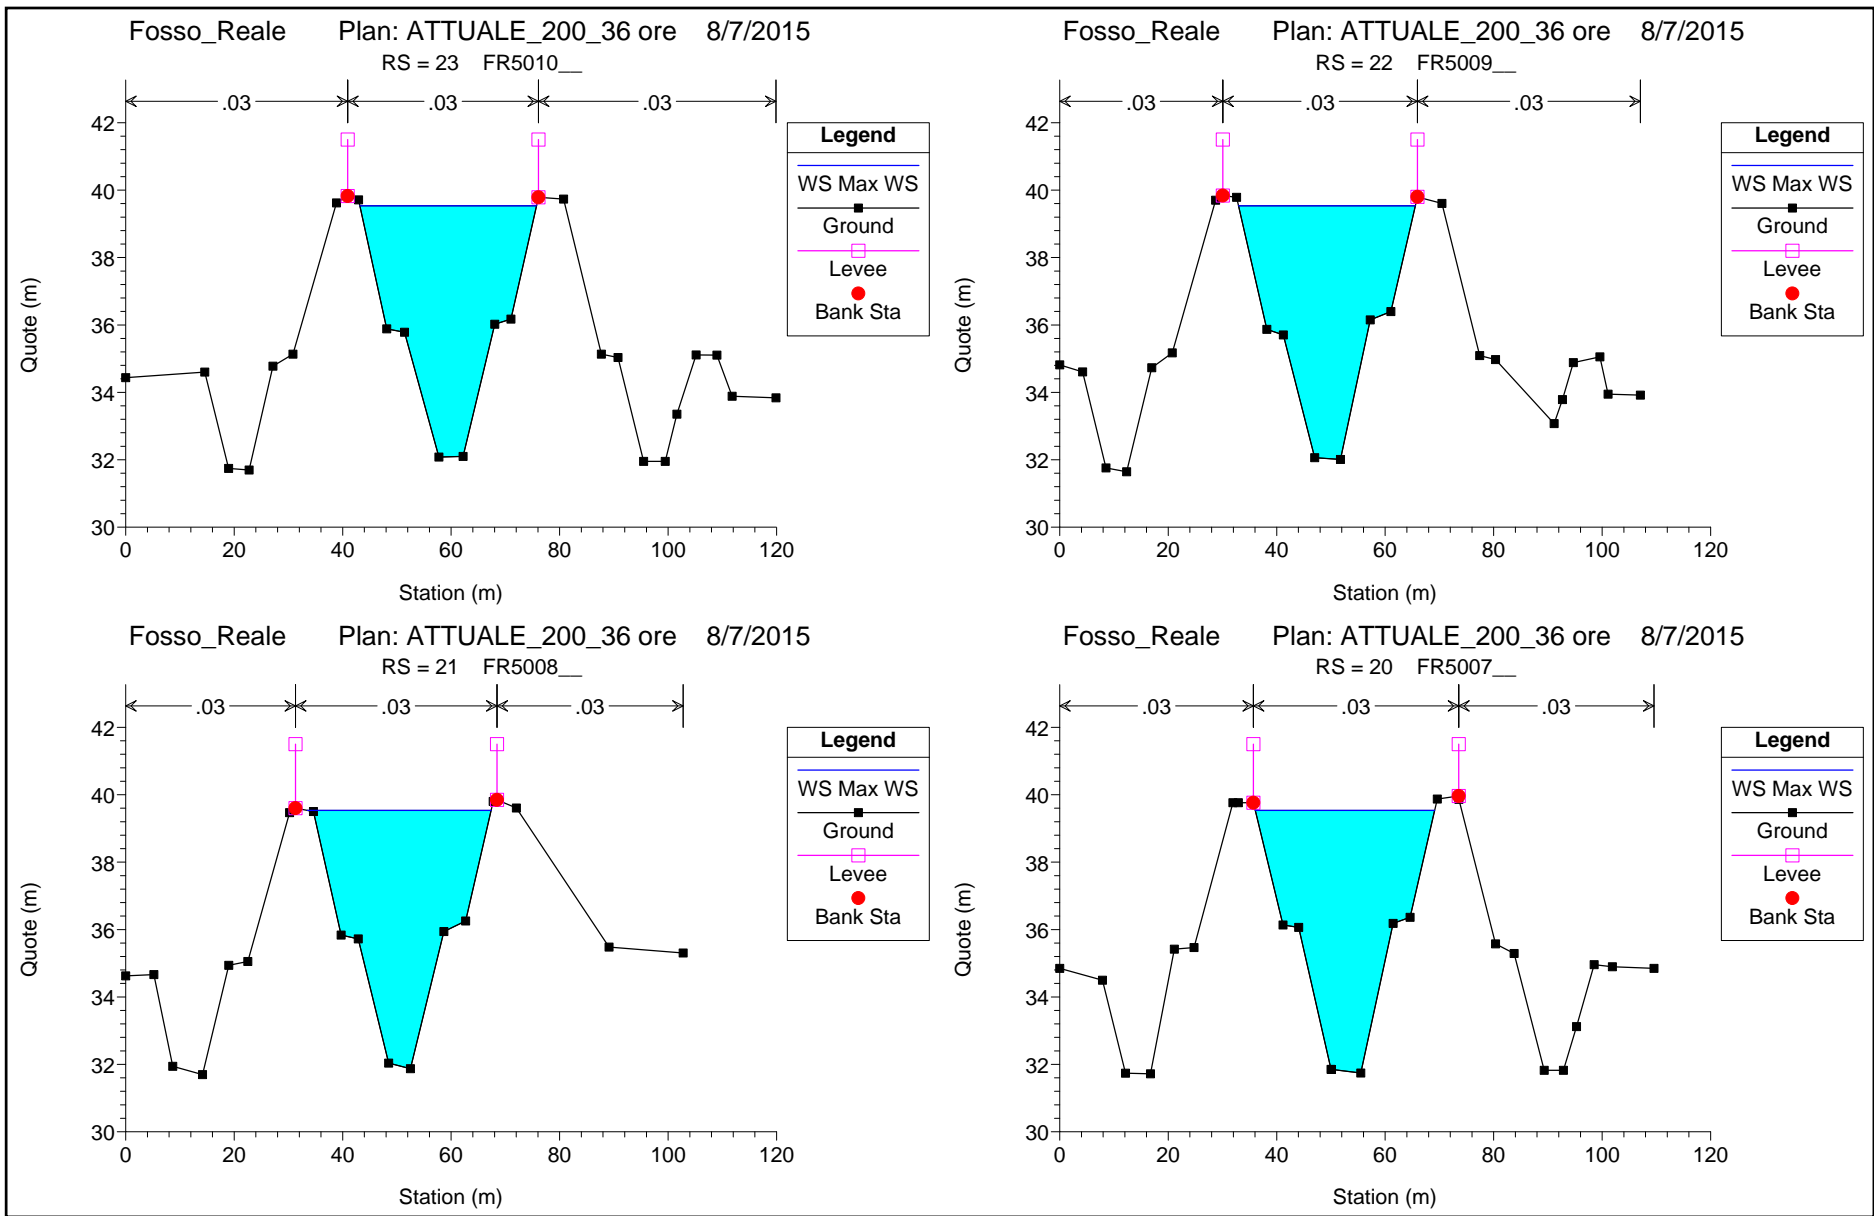 Fosso_Reale Plan: ATTUALE_200_36 ore 8/7/2015
RS = 23 FR5010__
.03 .03 .03
42
40
38
36
34
32
30
0 20 40 60 80 100 120
Quote (m)
Station (m)
Legend
WS Max WS
Ground
Levee
Bank Sta
Fosso_Reale Plan: ATTUALE_200_36 ore 8/7/2015
RS = 22 FR5009__
.03 .03 .03
42
40
38
36
34
32
30
0 20 40 60 80 100 120
Quote (m)
Station (m)
Legend
WS Max WS
Ground
Levee
Bank Sta
Fosso_Reale Plan: ATTUALE_200_36 ore 8/7/2015
RS = 21 FR5008__
.03 .03 .03
42
40
38
36
34
32
30
0 20 40 60 80 100 120
Quote (m)
Station (m)
Legend
WS Max WS
Ground
Levee
Bank Sta
Fosso_Reale Plan: ATTUALE_200_36 ore 8/7/2015
RS = 20 FR5007__
.03 .03 .03
42
40
38
36
34
32
30
0 20 40 60 80 100 120
Quote (m)
Station (m)
Legend
WS Max WS
Ground
Levee
Bank Sta